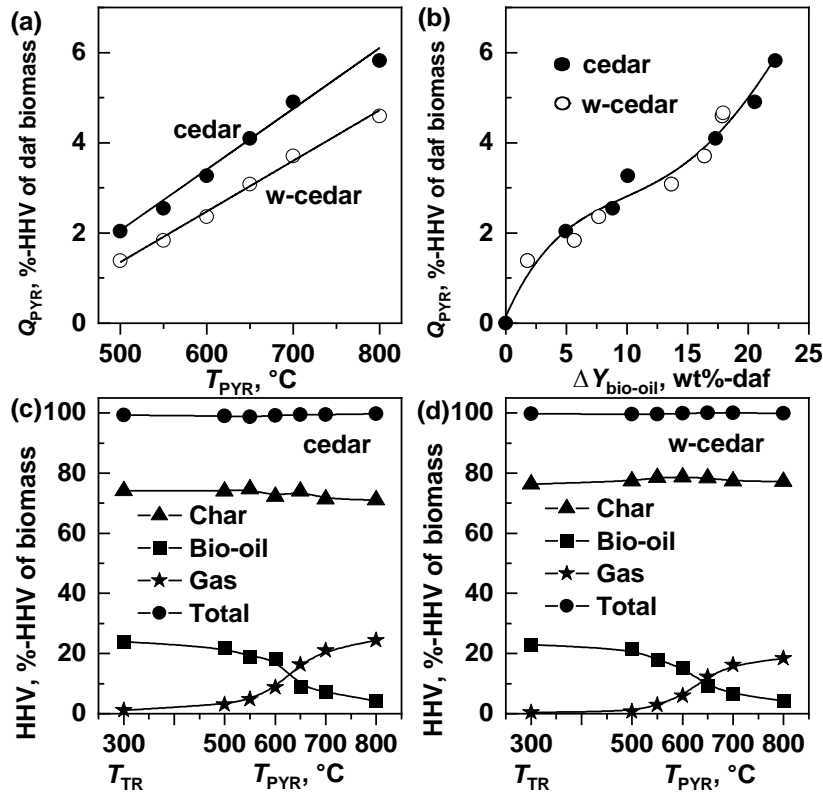 (a)
Q_PYR, %-HHV of daf biomass
6
4
2
0
cedar
w-cedar
500 600 700 800
T_PYR, °C
(b)
Q_PYR, %-HHV of daf biomass
6
4
2
0
cedar
w-cedar
0 5 10 15 20 25
ΔY_bio-oil, wt%-daf
(c)
HHV, %-HHV of biomass
100
80
60
40
20
0
cedar
Char
Bio-oil
Gas
Total
300 500 600 700 800
T_TR T_PYR, °C
(d)
HHV, %-HHV of biomass
100
80
60
40
20
0
w-cedar
Char
Bio-oil
Gas
Total
300 500 600 700 800
T_TR T_PYR, °C